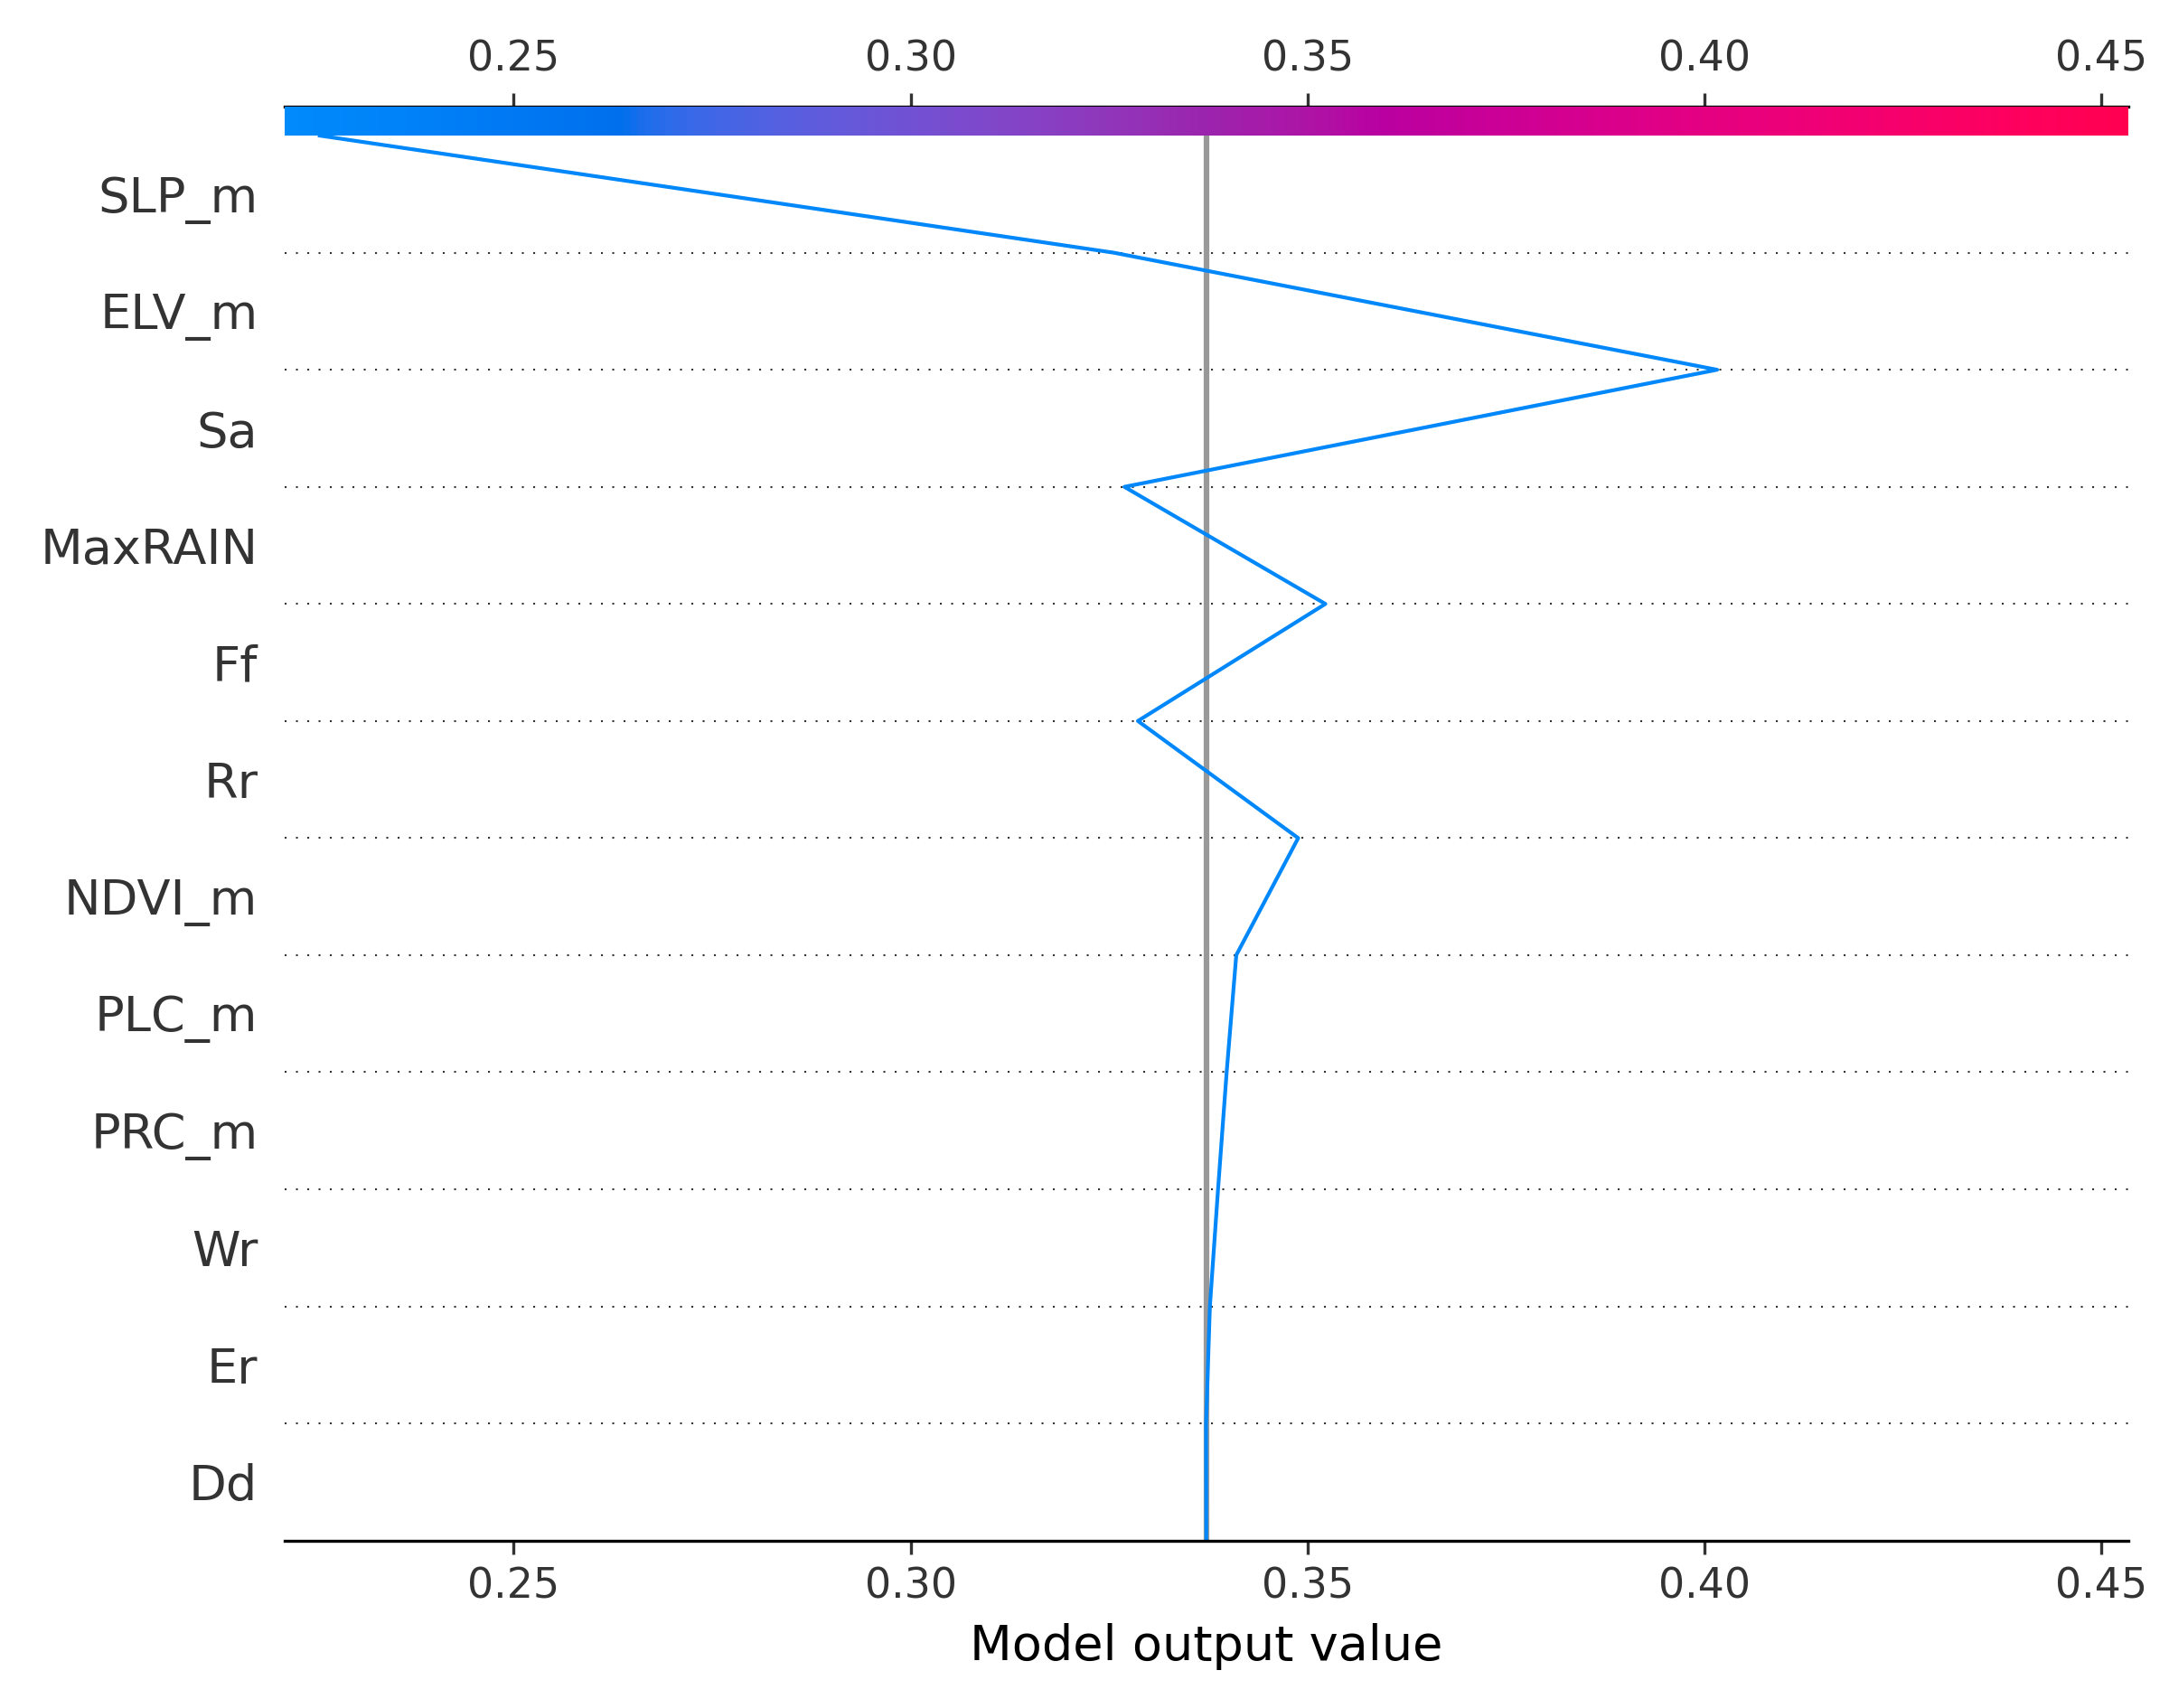 0.25 0.30 0.35 0.40 0.45
SLP_m
ELV_m
Sa
MaxRAIN
Ff
Rr
NDVI_m
PLC_m
PRC_m
Wr
Er
Dd
0.25 0.30 0.35 0.40 0.45
Model output value